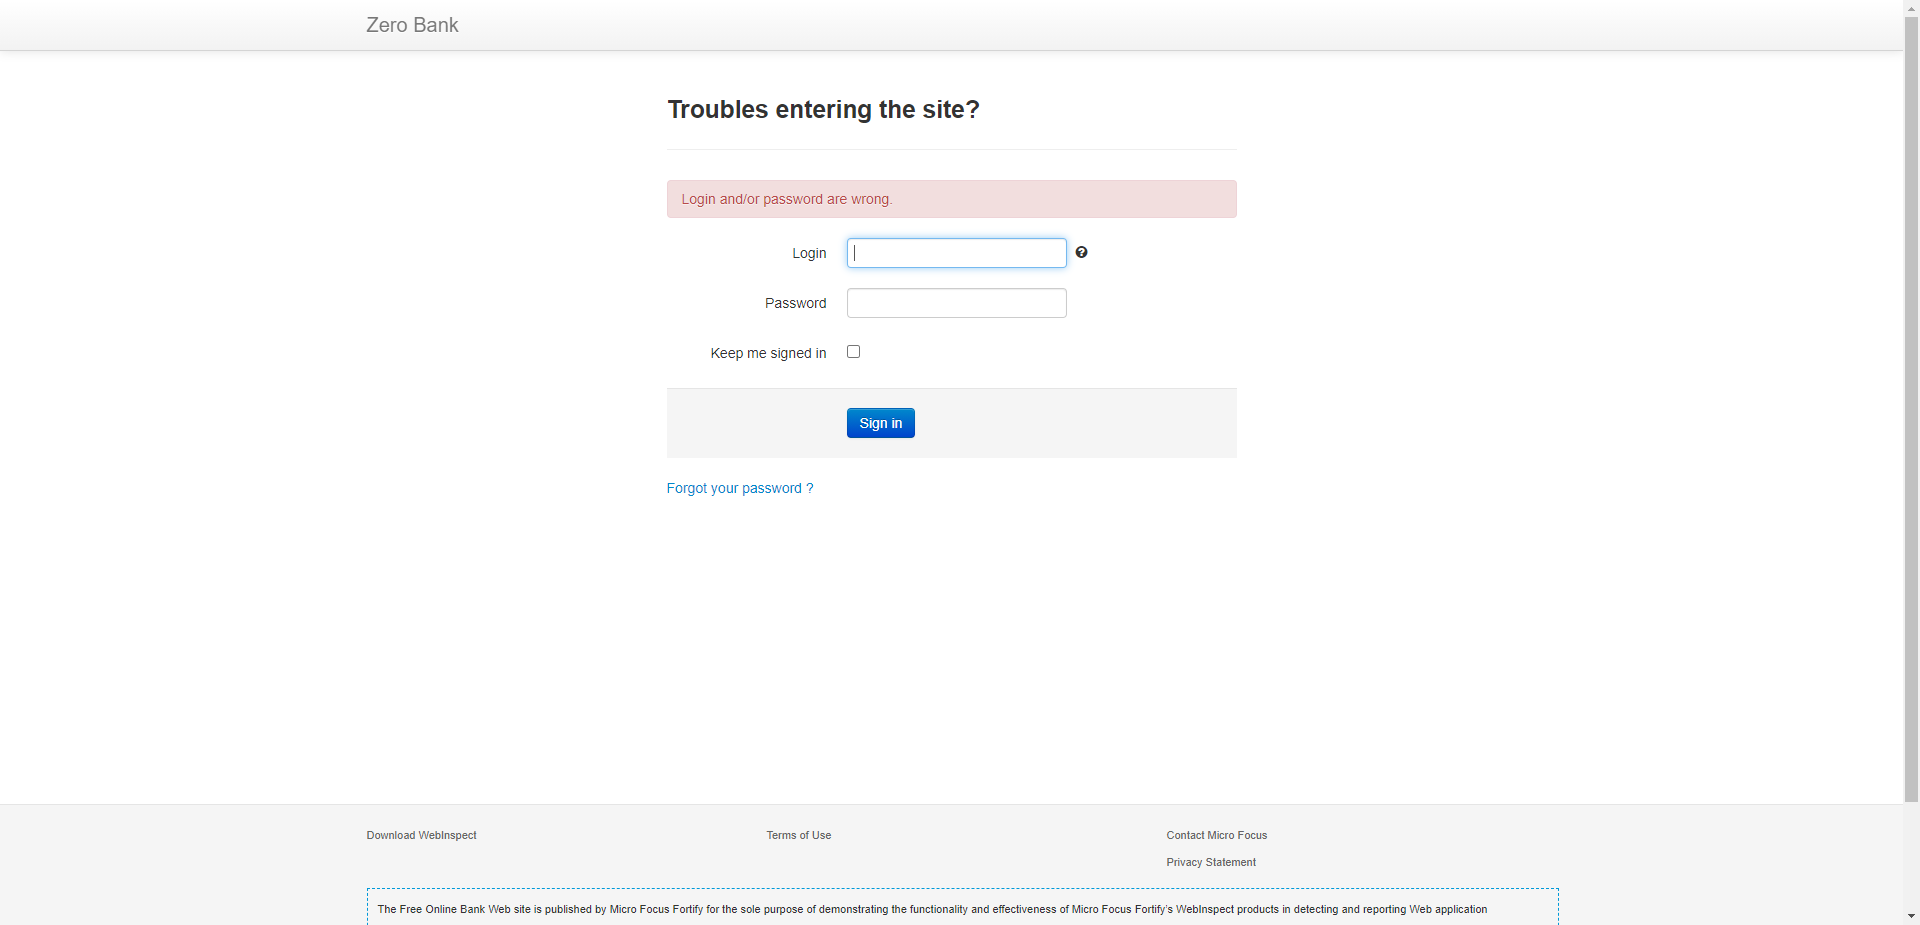 Zero Bank
Troubles entering the site?
Login and/or password are wrong.
Login
Password
Keep me signed in
Sign in
Forgot your password ?
Download WebInspect
Terms of Use
Contact Micro Focus
Privacy Statement
The Free Online Bank Web site is published by Micro Focus Fortify for the sole purpose of demonstrating the functionality and effectiveness of Micro Focus Fortify's WebInspect products in detecting and reporting Web application